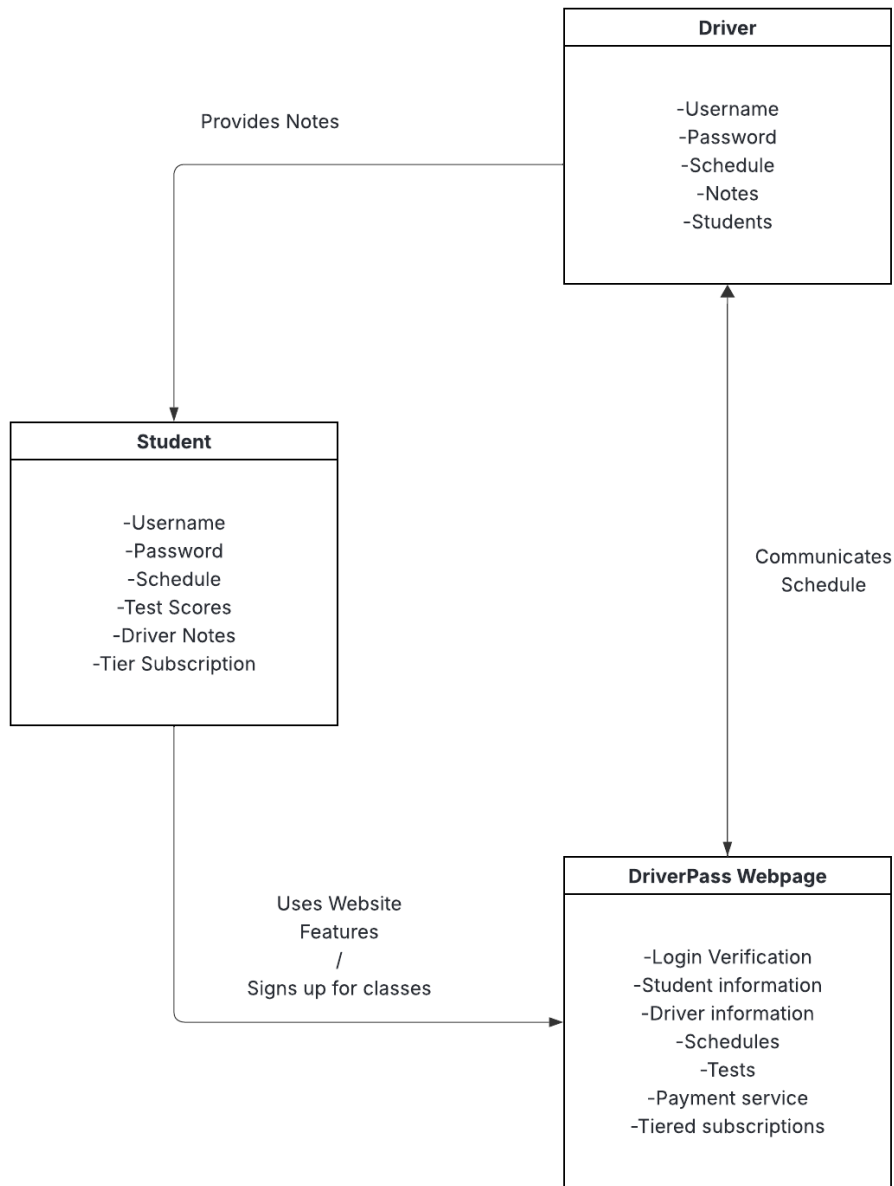 Driver
-Username
-Password
-Schedule
-Notes
-Students
Provides Notes
Student
-Username
-Password
-Schedule
-Test Scores
-Driver Notes
-Tier Subscription
Communicates
Schedule
Uses Website
Features
/
Signs up for classes
DriverPass Webpage
-Login Verification
-Student information
-Driver information
-Schedules
-Tests
-Payment service
-Tiered subscriptions